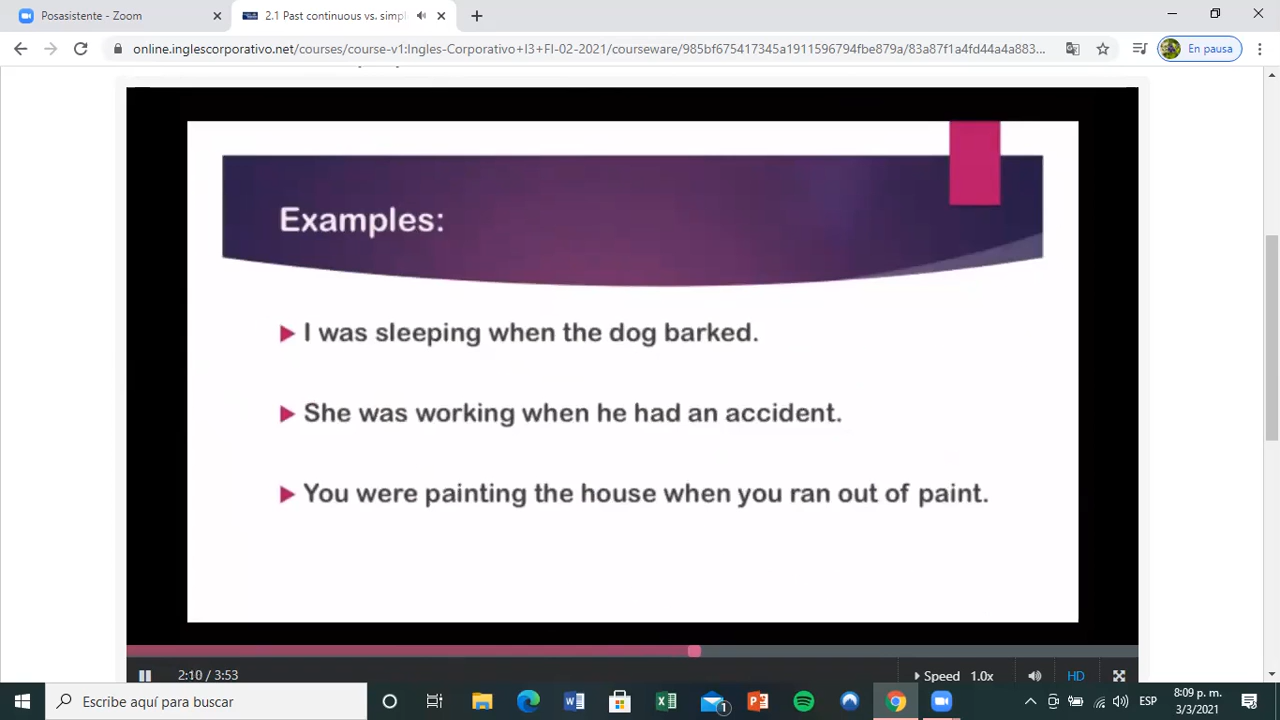 Posasistente - Zoom
2.1 Past continuous vs. simpl
online.inglescorporativo.net/courses/course-v1:Ingles-Corporativo+I3+FI-02-2021/courseware/985bf675417345a1911596794fbe879a/83a87f1a4fd44a4a883...
En pausa
Examples:
I was sleeping when the dog barked.
She was working when he had an accident.
You were painting the house when you ran out of paint.
2:10 / 3:53
Speed 1.0x
HD
Escribe aquí para buscar
1
ESP
8:09 p. m.
3/3/2021